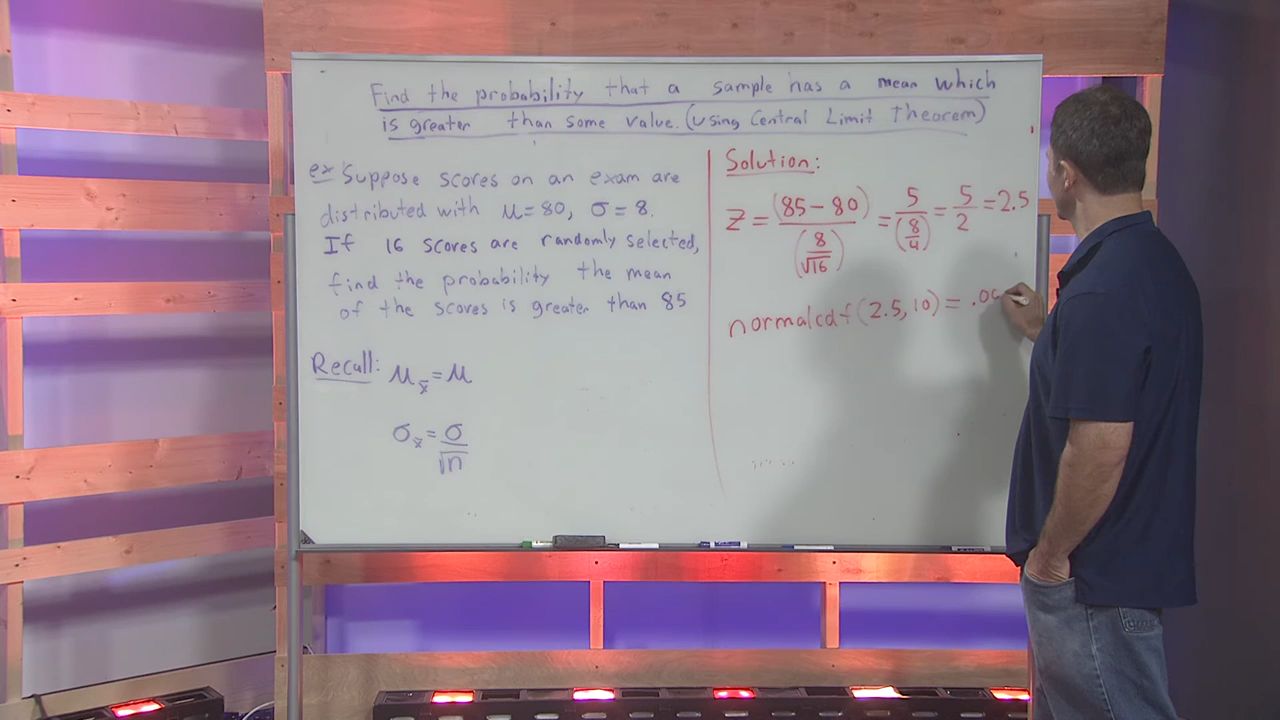 Find the probability that a sample has a mean which
is greater than some value. (using Central Limit Theorem)
ex Suppose scores on an exam are
distributed with μ=80, σ=8.
If 16 scores are randomly selected,
find the probability the mean
of the scores is greater than 85
Recall: μx̄ = μ
σx̄ = σ/√n
Solution:
Z = (85-80)/(8/√16) = 5/(8/4) = 5/2 = 2.5
normalcdf(2.5, 10) = .00